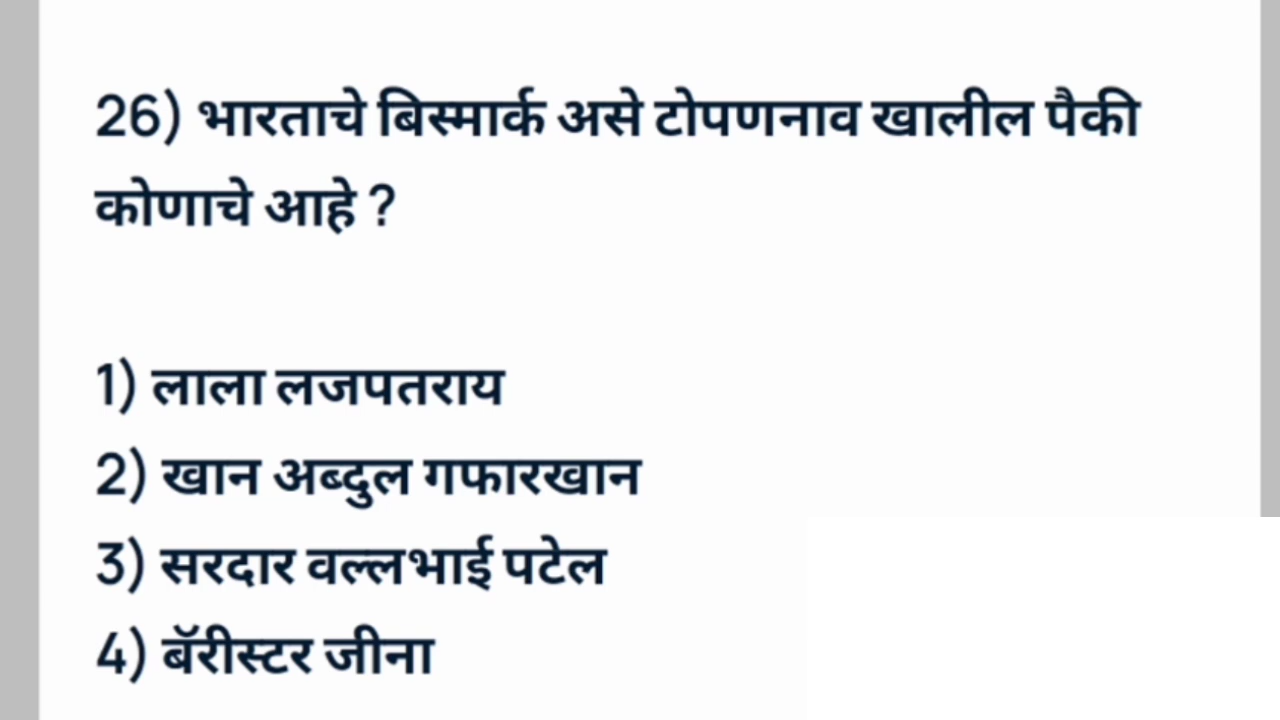 26) भारताचे बिस्मार्क असे टोपणनाव खालील पैकी
कोणाचे आहे ?
1) लाला लजपतराय
2) खान अब्दुल गफारखान
3) सरदार वल्लभाई पटेल
4) बॅरीस्टर जीना